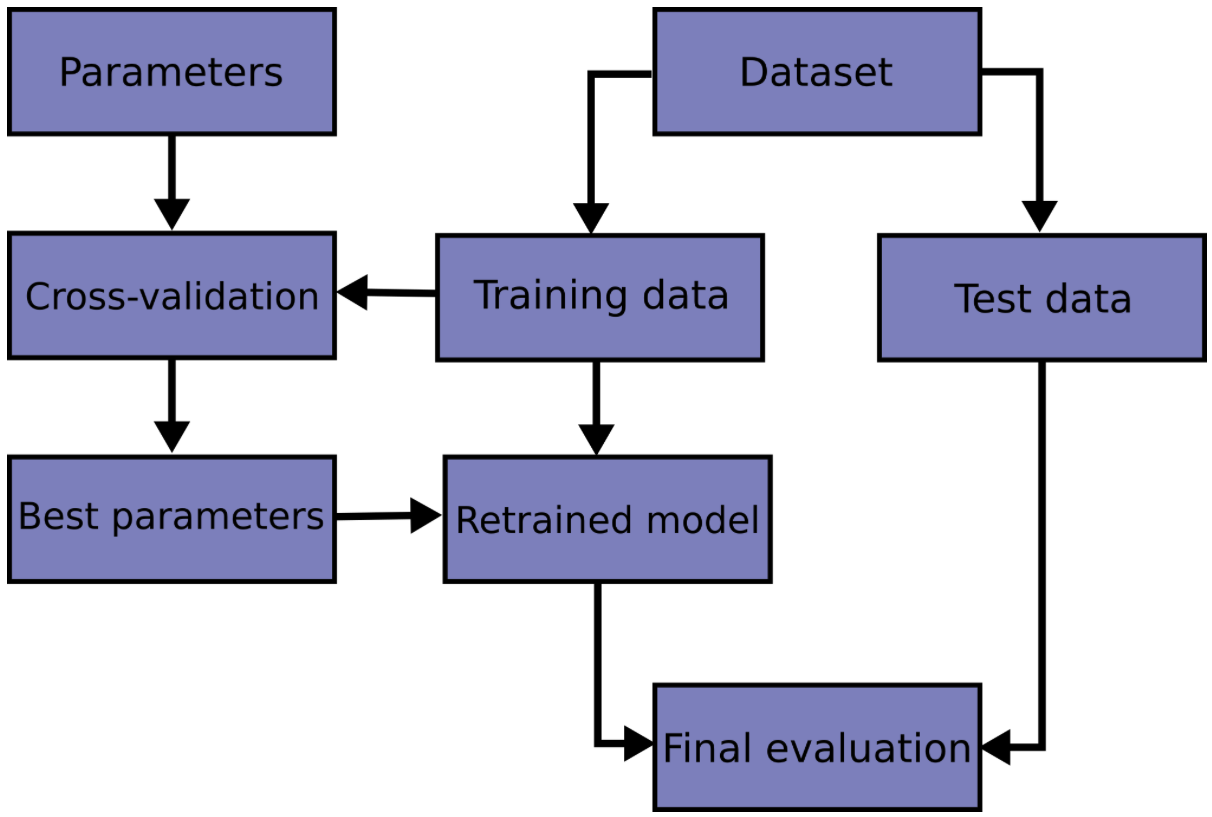 Parameters
Dataset
Cross-validation
Training data
Test data
Best parameters
Retrained model
Final evaluation